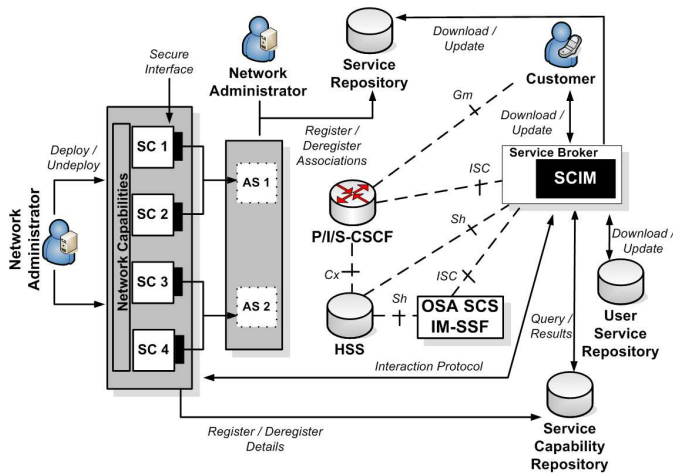 Secure
Interface
Network
Administrator
Service
Repository
Download /
Update
Customer
Gm
Deploy /
Undeploy
Network Capabilities
SC 1
SC 2
SC 3
SC 4
AS 1
AS 2
Register /
Deregister
Associations
Download /
Update
Service Broker
SCIM
ISC
P/I/S-CSCF
Sh
Network
Administrator
Cx
ISC
Sh
HSS
OSA SCS
IM-SSF
Download /
Update
User
Service
Repository
Query /
Results
Interaction Protocol
Register / Deregister
Details
Service
Capability
Repository